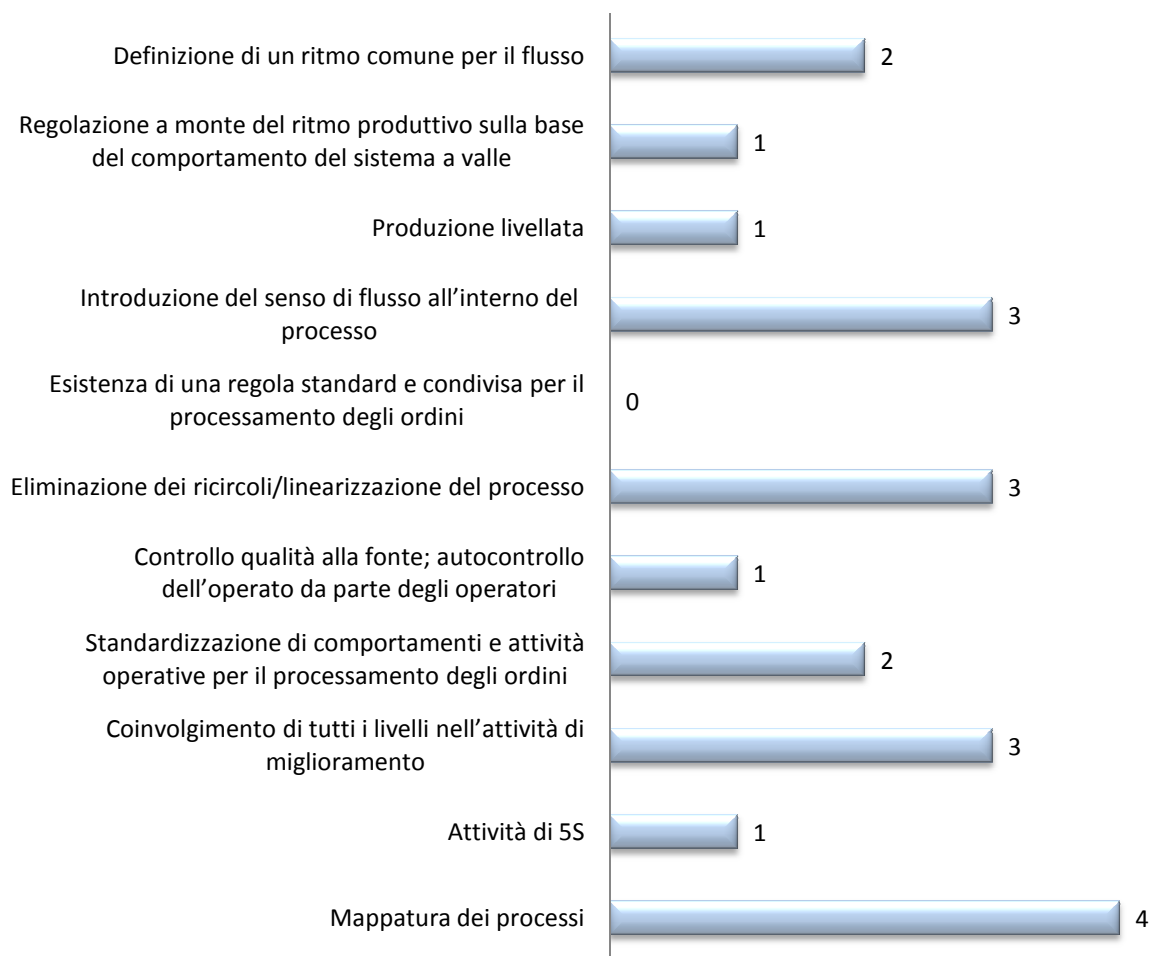 Definizione di un ritmo comune per il flusso
2
Regolazione a monte del ritmo produttivo sulla base
del comportamento del sistema a valle
1
Produzione livellata
1
Introduzione del senso di flusso all’interno del
processo
3
Esistenza di una regola standard e condivisa per il
processamento degli ordini
0
Eliminazione dei ricircoli/linearizzazione del processo
3
Controllo qualità alla fonte; autocontrollo
dell’operato da parte degli operatori
1
Standardizzazione di comportamenti e attività
operative per il processamento degli ordini
2
Coinvolgimento di tutti i livelli nell’attività di
miglioramento
3
Attività di 5S
1
Mappatura dei processi
4